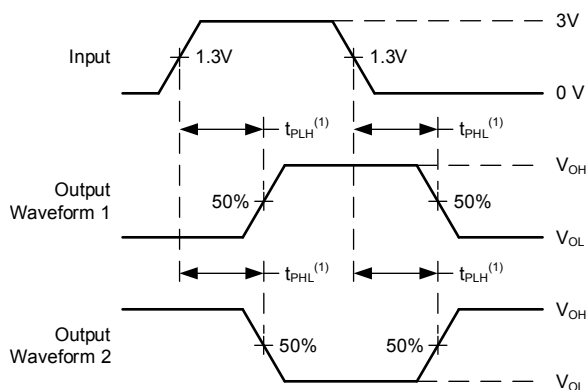 3V
Input
1.3V
1.3V
0 V
tPLH(1)
tPHL(1)
VOH
Output
Waveform 1
50%
50%
VOL
tPHL(1)
tPLH(1)
VOH
Output
Waveform 2
50%
50%
VOL